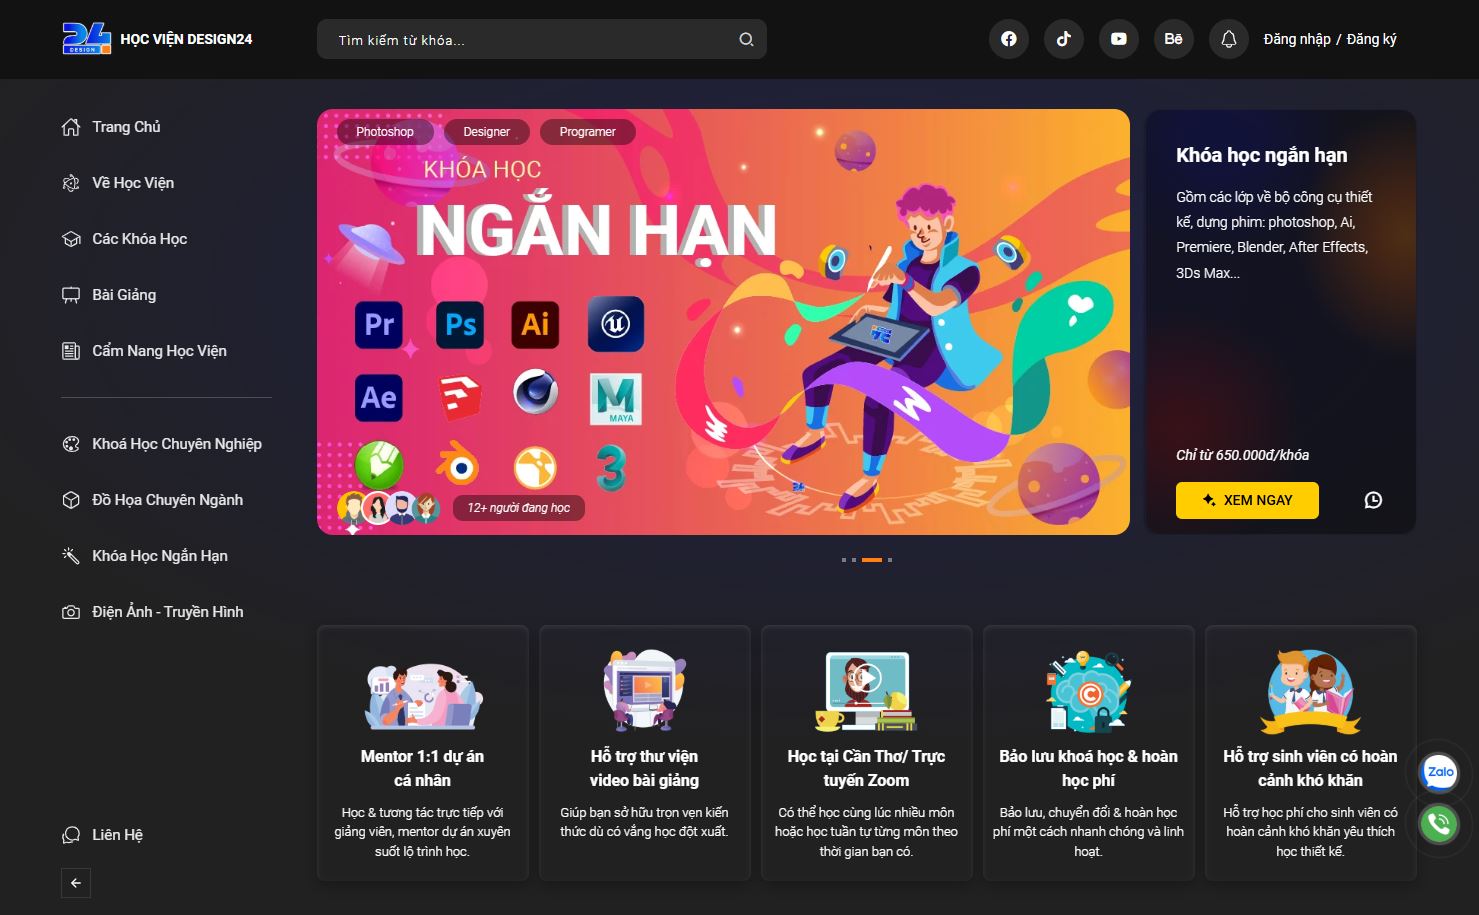 24
DESIGN
HỌC VIỆN DESIGN24
Tìm kiếm từ khóa...
Bē
Đăng nhập / Đăng ký
Trang Chủ
Về Học Viện
Các Khóa Học
Bài Giảng
Cẩm Nang Học Viện
Khoá Học Chuyên Nghiệp
Đồ Họa Chuyên Ngành
Khóa Học Ngắn Hạn
Điện Ảnh - Truyền Hình
Liên Hệ
Photoshop
Designer
Programer
KHÓA HỌC
NGẮN HẠN
Pr
Ps
Ai
Ae
M
MAYA
3
24
12+ người đang học
Khóa học ngắn hạn
Gồm các lớp về bộ công cụ thiết
kế, dựng phim: photoshop, Ai,
Premiere, Blender, After Effects,
3Ds Max...
Chỉ từ 650.000đ/khóa
XEM NGAY
Mentor 1:1 dự án
cá nhân
Học & tương tác trực tiếp với
giảng viên, mentor dự án xuyên
suốt lộ trình học.
Hỗ trợ thư viện
video bài giảng
Giúp bạn sở hữu trọn vẹn kiến
thức dù có vắng học đột xuất.
Học tại Cần Thơ/ Trực
tuyến Zoom
Có thể học cùng lúc nhiều môn
hoặc học tuần tự từng môn theo
thời gian bạn có.
C
Bảo lưu khoá học & hoàn
học phí
Bảo lưu, chuyển đổi & hoàn học
phí một cách nhanh chóng và linh
hoạt.
Hỗ trợ sinh viên có hoàn
cảnh khó khăn
Hỗ trợ học phí cho sinh viên có
hoàn cảnh khó khăn yêu thích
học thiết kế.
Zalo